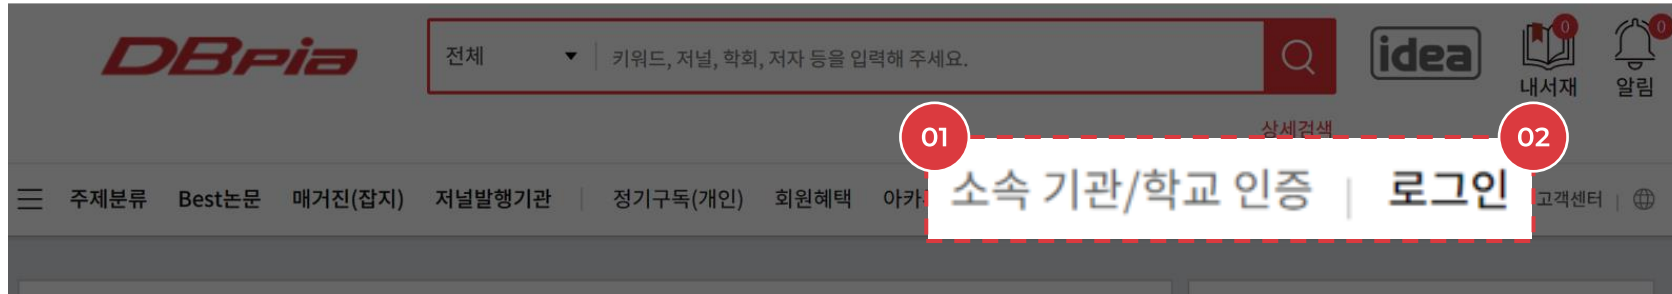 DBpia
전체
키워드, 저널, 학회, 저자 등을 입력해 주세요.
idea
0
내서재
0
알림
상세검색
01
02
주제분류 Best논문 매거진(잡지) 저널발행기관 | 정기구독(개인) 회원혜택 아카
소속 기관/학교 인증 | 로그인
고객센터 |